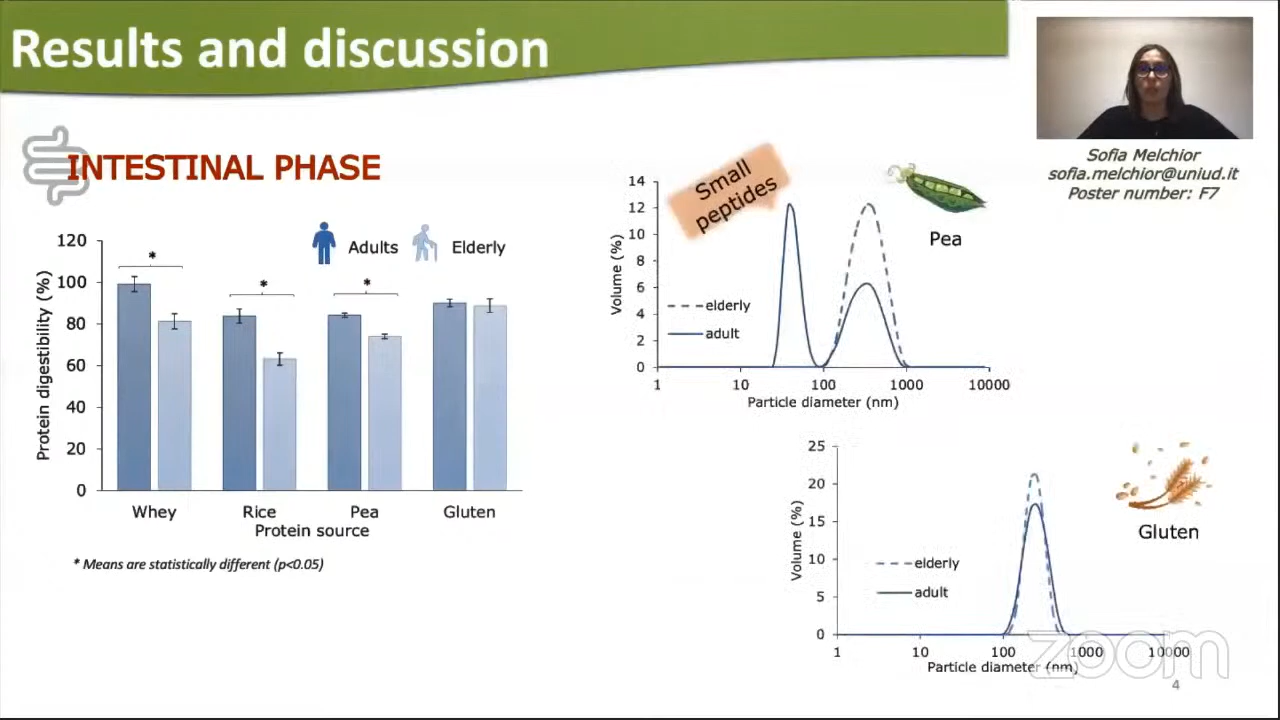 Results and discussion
INTESTINAL PHASE
Adults
Elderly
Protein digestibility (%)
120
100
80
60
40
20
0
*
*
*
Whey
Rice
Pea
Gluten
Protein source
* Means are statistically different (p<0.05)
Small
peptides
Pea
Volume (%)
14
12
10
8
6
4
2
0
elderly
adult
1
10
100
1000
10000
Particle diameter (nm)
Sofia Melchior
sofia.melchior@uniud.it
Poster number: F7
Gluten
Volume (%)
25
20
15
10
5
0
elderly
adult
1
10
100
1000
10000
Particle diameter (nm)
zoom
4